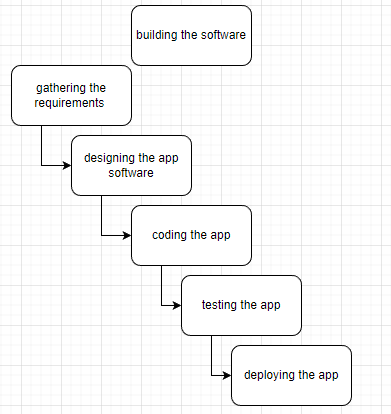 building the software
gathering the
requirements
designing the app
software
coding the app
testing the app
deploying the app